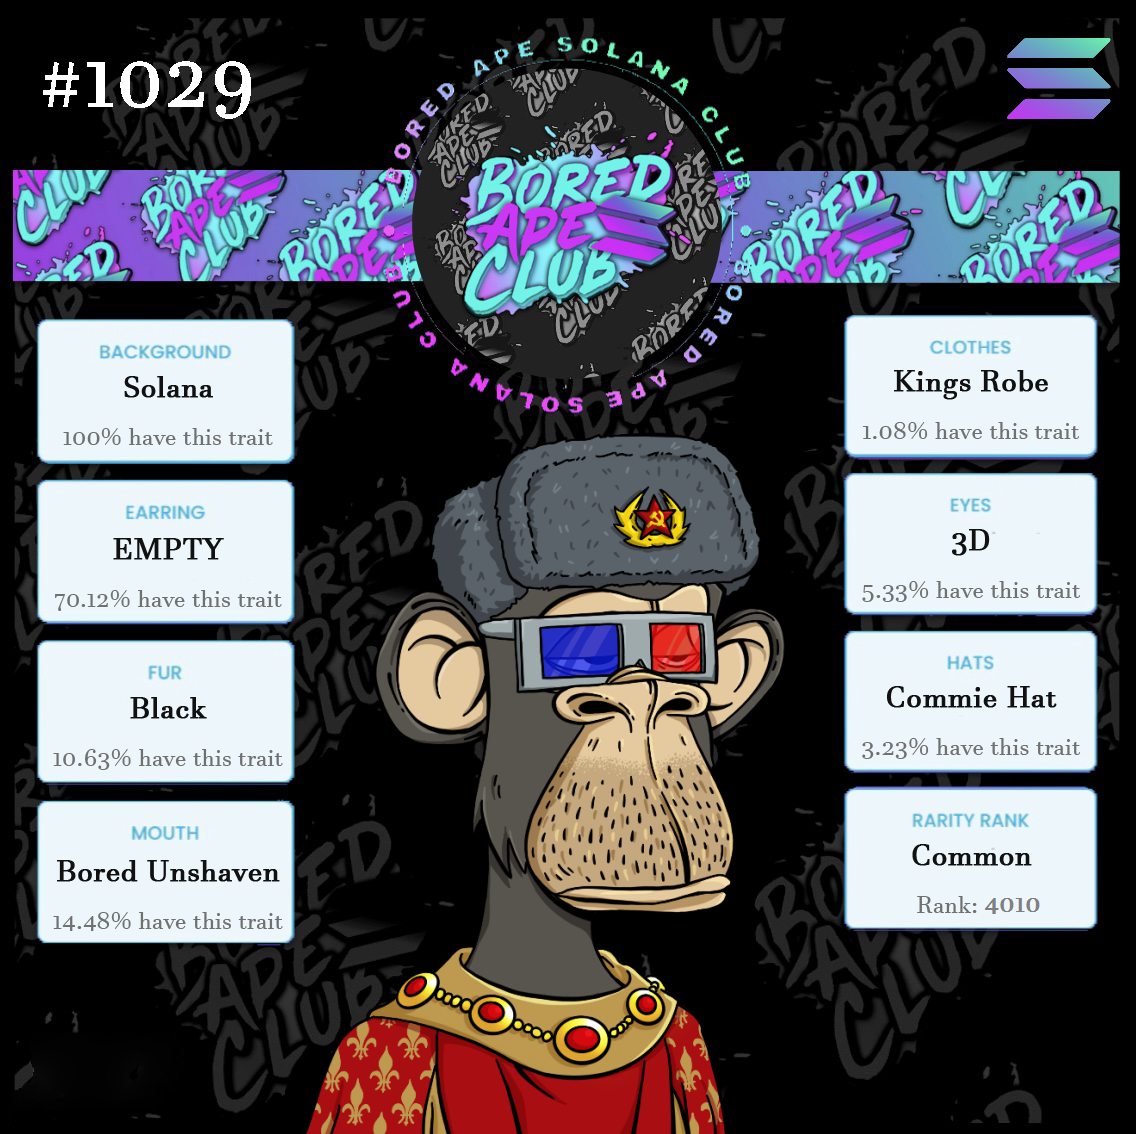 #1029
BORED APE SOLANA CLUB
BORED APE SOLANA CLUB
BORED
APE
CLUB
BACKGROUND
Solana
100% have this trait
EARRING
EMPTY
70.12% have this trait
FUR
Black
10.63% have this trait
MOUTH
Bored Unshaven
14.48% have this trait
CLOTHES
Kings Robe
1.08% have this trait
EYES
3D
5.33% have this trait
HATS
Commie Hat
3.23% have this trait
RARITY RANK
Common
Rank: 4010